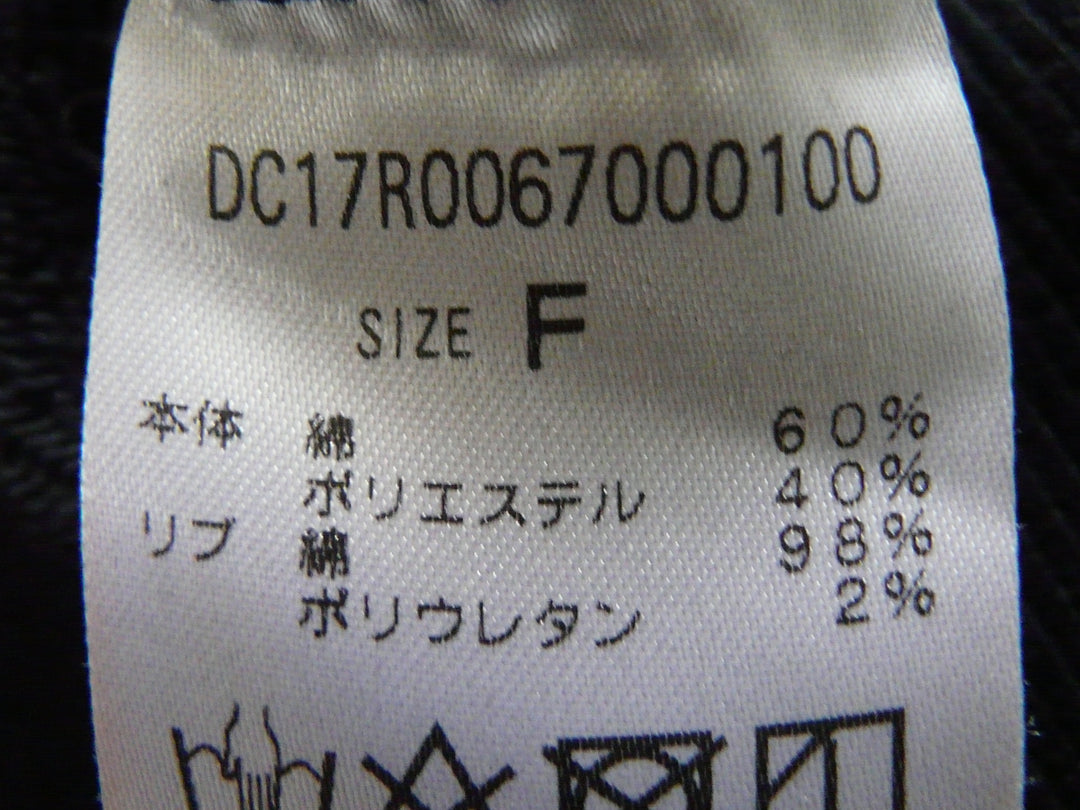 DC17R0067000100
SIZE F
本体 綿 60%
ポリエステル 40%
リブ 綿 98%
ポリウレタン 2%